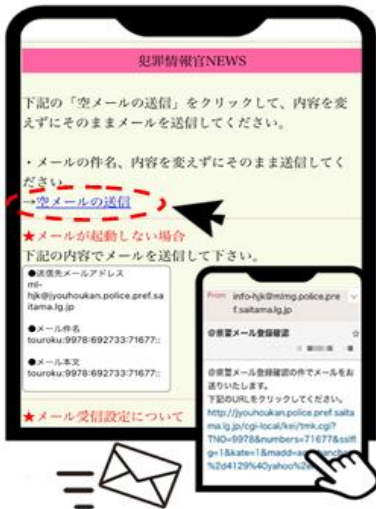 犯罪情報官NEWS
下記の「空メールの送信」をクリックして、内容を変
えずにそのままメールを送信してください。
・メールの件名、内容を変えずにそのまま送信してく
ださい
→空メールの送信
★メールが起動しない場合
下記の内容でメールを送信して下さい。
●送信先メールアドレス
ml-
hjk@jyouhoukan.police.pref.sa
itama.lg.jp
●メール件名
touroku:9978:692733:71677::
●メール本文
touroku:9978:692733:71677::
★メール受信設定について
From info-hjk@mlmg.police.pre
f.saitama.lg.jp
@県警メール登録確認
@県警メール登録確認の件でメールをお
送りいたします。
下記のURLをクリックしてください。
http://jyouhoukan.police.pref.saita
ma.lg.jp/cgi-local/kei/tmk.cgi?
TNO=9978&numbers=71677&sslfl
g=1&kate=1&madd=
%2d4129%40yahoo%2e